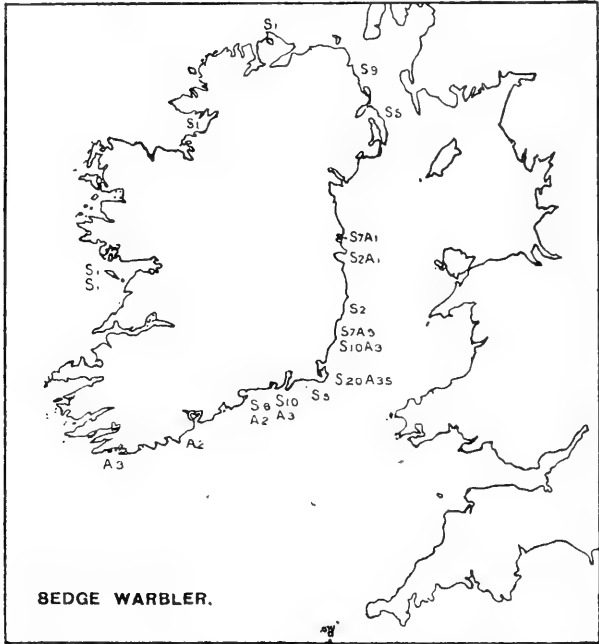 S1
S9
S5
S1
S7A1
S2A1
S1
S1
S2
S7A9
S10A3
S20A35
S5
S8 S10
A2 A3
A2
A3
SEDGE WARBLER.